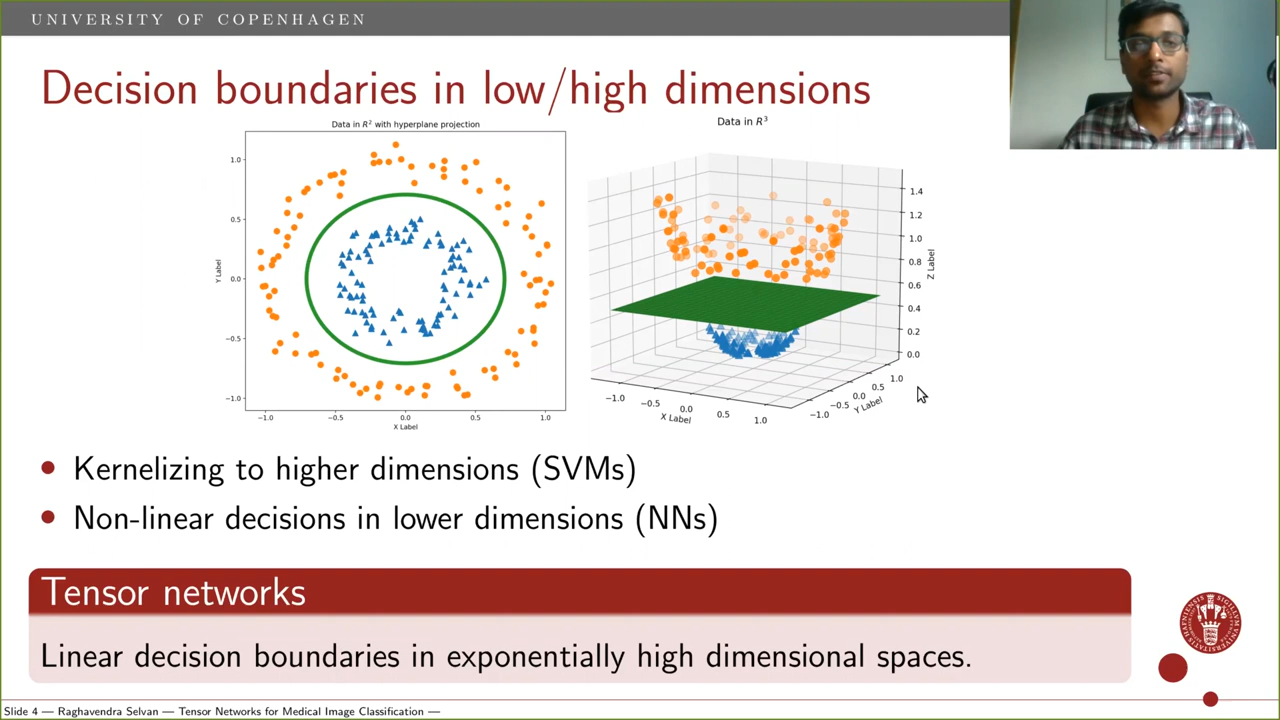 UNIVERSITY OF COPENHAGEN
Decision boundaries in low/high dimensions
Data in R² with hyperplane projection
1.0
0.5
0.0
−0.5
−1.0
Y Label
−1.0 −0.5 0.0 0.5 1.0
X Label
Data in R³
1.4
1.2
1.0
0.8
0.6
0.4
0.2
0.0
Z Label
−1.0 −0.5 0.0 0.5 1.0
X Label
−1.0 −0.5 0.0 0.5 1.0
Y Label
• Kernelizing to higher dimensions (SVMs)
• Non-linear decisions in lower dimensions (NNs)
Tensor networks
Linear decision boundaries in exponentially high dimensional spaces.
Slide 4 — Raghavendra Selvan — Tensor Networks for Medical Image Classification —